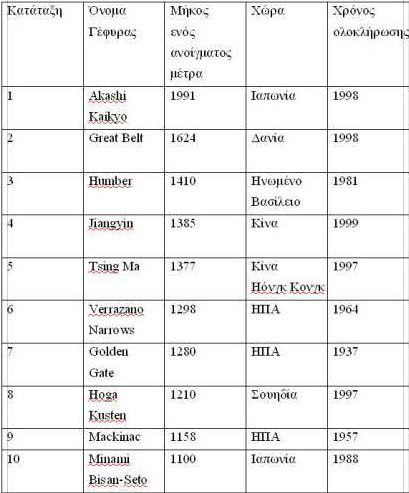 Κατάταξη Όνομα Γέφυρας Μήκος ενός ανοίγματος μέτρα Χώρα Χρόνος ολοκλήρωσης
1 Akashi Kaikyo 1991 Ιαπωνία 1998
2 Great Belt 1624 Δανία 1998
3 Humber 1410 Ηνωμένο Βασίλειο 1981
4 Jiangyin 1385 Κίνα 1999
5 Tsing Ma 1377 Κίνα Ηόνγκ Κονγκ 1997
6 Verrazano Narrows 1298 ΗΠΑ 1964
7 Golden Gate 1280 ΗΠΑ 1937
8 Hoga Kusten 1210 Σουηδία 1997
9 Mackinac 1158 ΗΠΑ 1957
10 Minami Bisan-Seto 1100 Ιαπωνία 1988